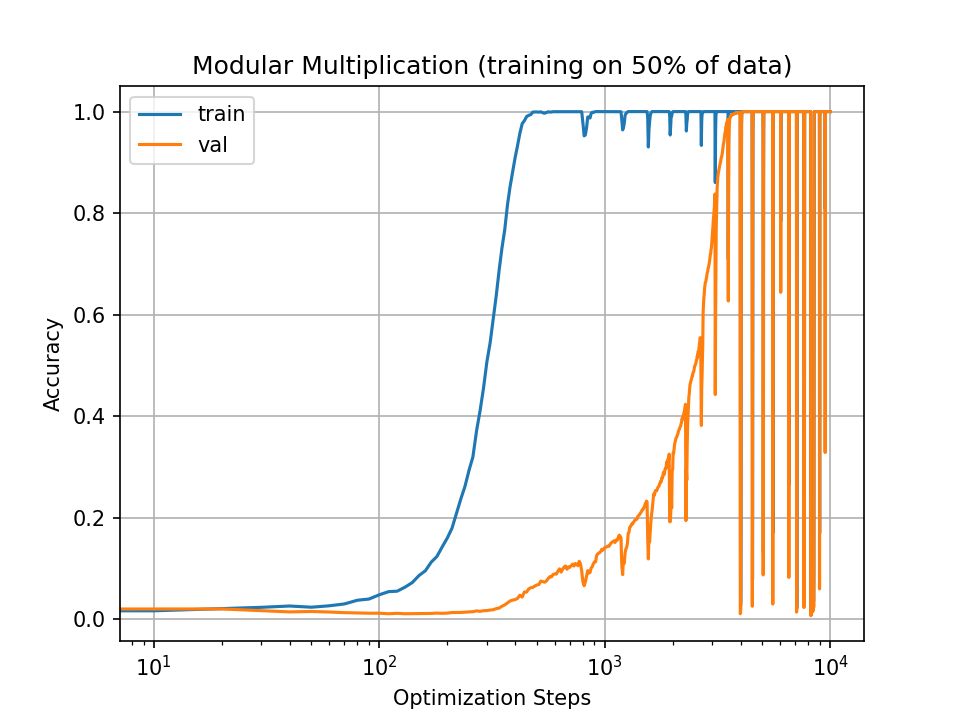 Modular Multiplication (training on 50% of data)
train
val
1.0
0.8
0.6
0.4
0.2
0.0
Accuracy
10¹
10²
10³
10⁴
Optimization Steps